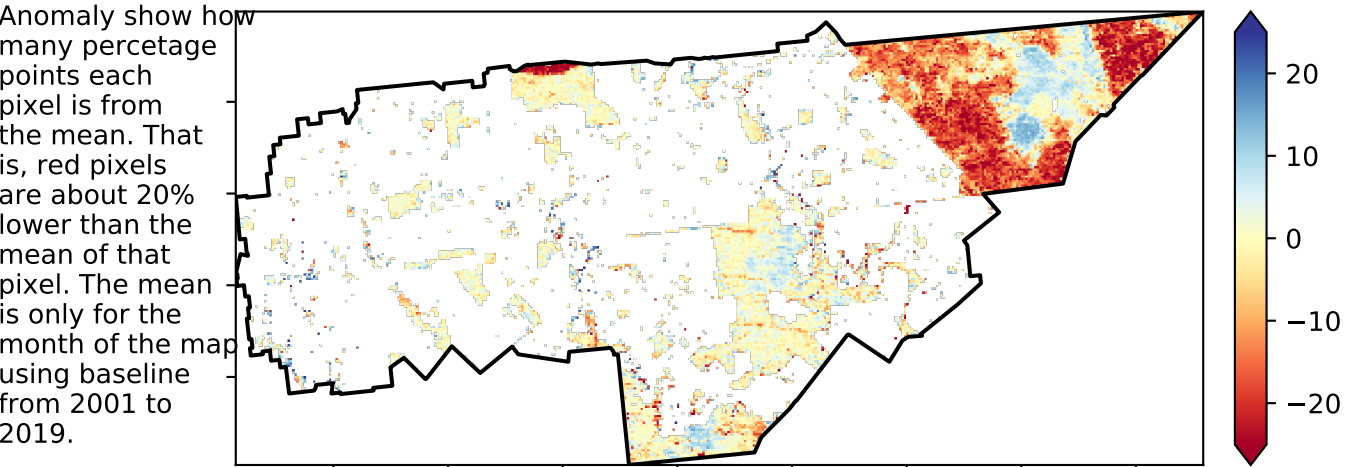 Anomaly show how
many percetage
points each
pixel is from
the mean. That
is, red pixels
are about 20%
lower than the
mean of that
pixel. The mean
is only for the
month of the map
using baseline
from 2001 to
2019.
20
10
0
−10
−20